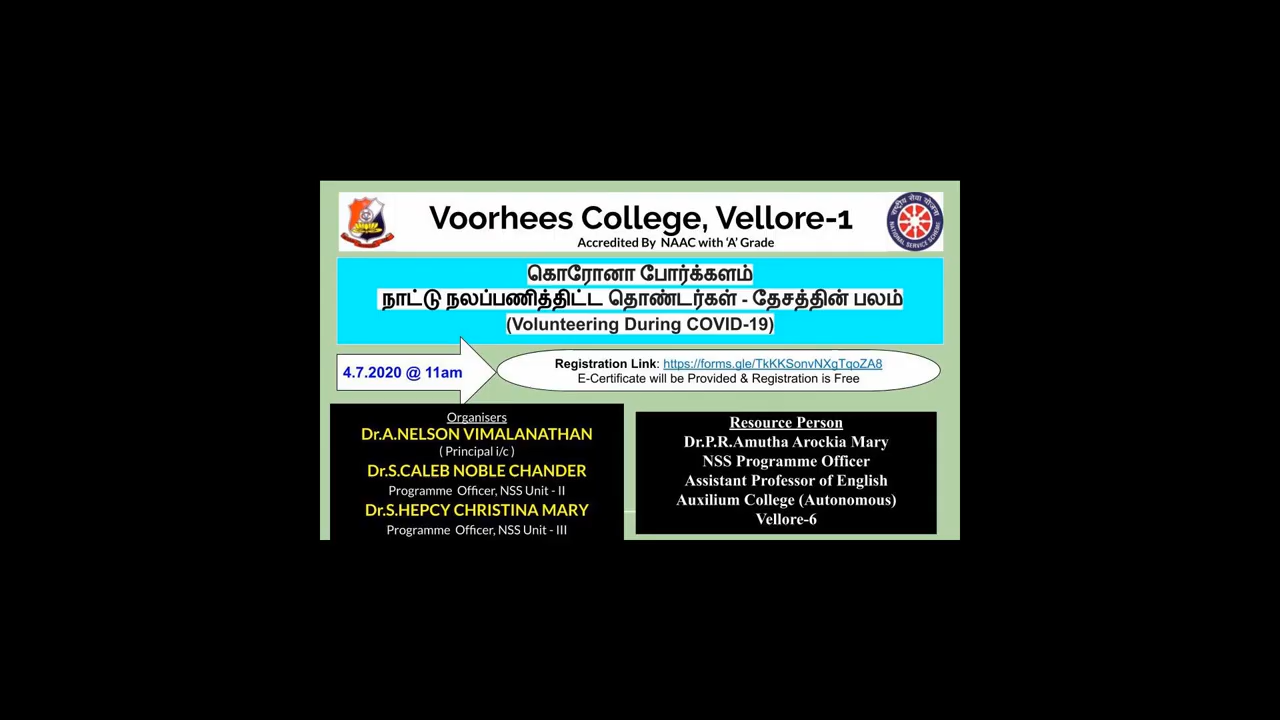 Voorhees College, Vellore-1
Accredited By NAAC with 'A' Grade
राष्ट्रीय सेवा योजना
NATIONAL SERVICE SCHEME
கொரோனா போர்க்களம்
நாட்டு நலப்பணித்திட்ட தொண்டர்கள் - தேசத்தின் பலம்
(Volunteering During COVID-19)
4.7.2020 @ 11am
Registration Link: https://forms.gle/TkKKSonvNXgTqoZA8
E-Certificate will be Provided & Registration is Free
Organisers
Dr.A.NELSON VIMALANATHAN
( Principal i/c )
Dr.S.CALEB NOBLE CHANDER
Programme Officer, NSS Unit - II
Dr.S.HEPCY CHRISTINA MARY
Programme Officer, NSS Unit - III
Resource Person
Dr.P.R.Amutha Arockia Mary
NSS Programme Officer
Assistant Professor of English
Auxilium College (Autonomous)
Vellore-6